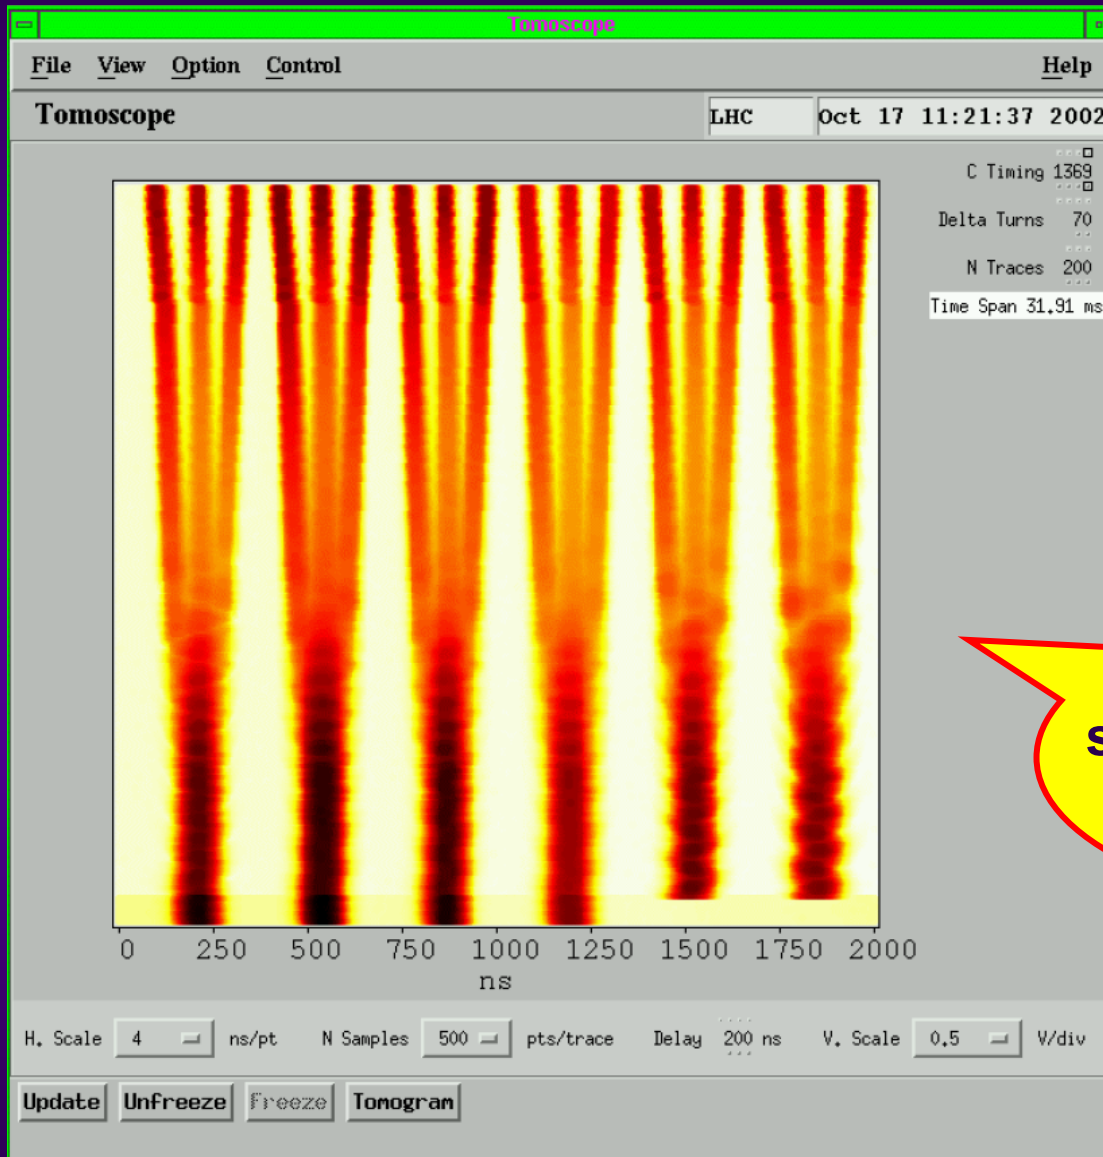 Tomoscope
File View Option Control Help
Tomoscope LHC Oct 17 11:21:37 2002
C Timing 1369
Delta Turns 70
N Traces 200
Time Span 31.91 ms
0 250 500 750 1000 1250 1500 1750 2000
ns
H. Scale 4 ns/pt N Samples 500 pts/trace Delay 200 ns V. Scale 0.5 V/div
Update Unfreeze Freeze Tomogram